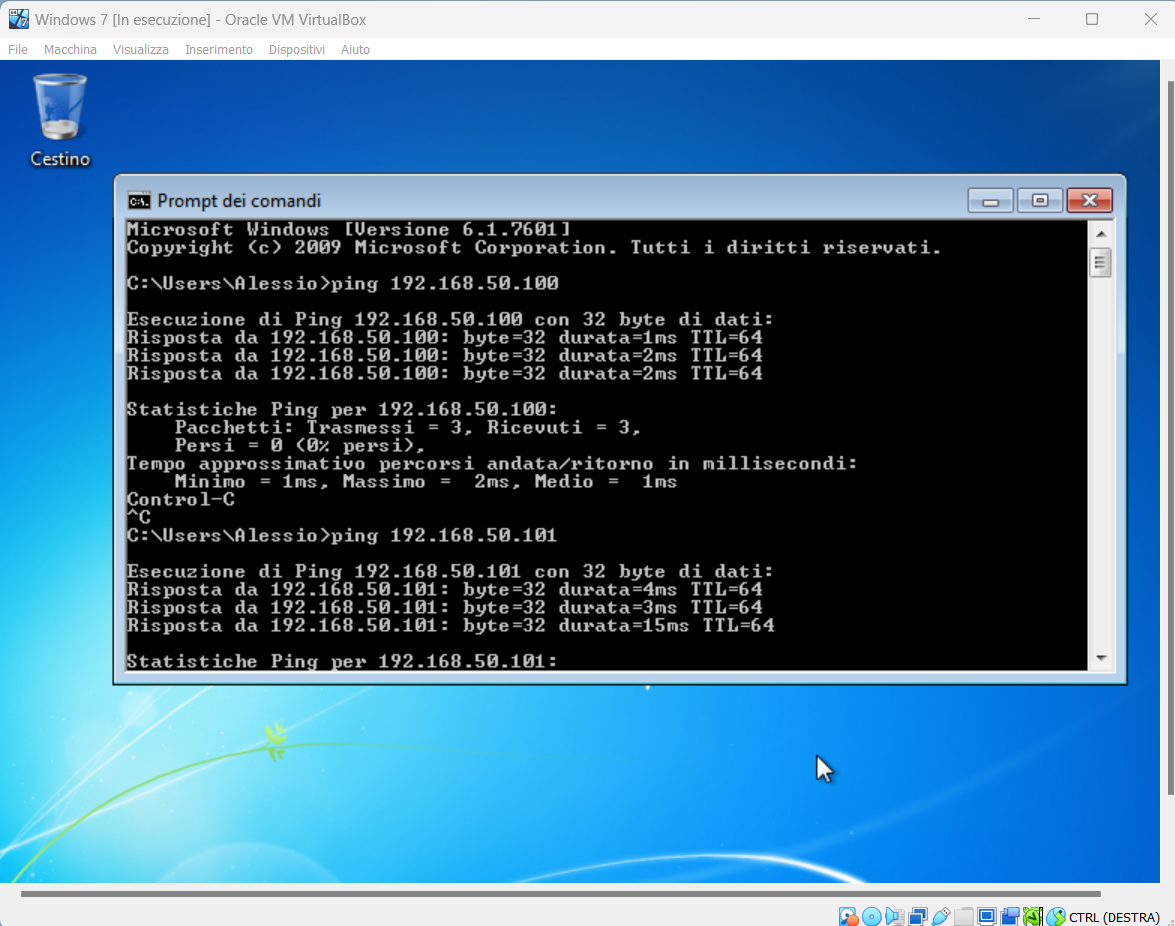 Windows 7 [In esecuzione] - Oracle VM VirtualBox
File Macchina Visualizza Inserimento Dispositivi Aiuto
Cestino
Prompt dei comandi
Microsoft Windows [Versione 6.1.7601]
Copyright (c) 2009 Microsoft Corporation. Tutti i diritti riservati.
C:\Users\Alessio>ping 192.168.50.100
Esecuzione di Ping 192.168.50.100 con 32 byte di dati:
Risposta da 192.168.50.100: byte=32 durata=1ms TTL=64
Risposta da 192.168.50.100: byte=32 durata=2ms TTL=64
Risposta da 192.168.50.100: byte=32 durata=2ms TTL=64
Statistiche Ping per 192.168.50.100:
Pacchetti: Trasmessi = 3, Ricevuti = 3,
Persi = 0 (0% persi),
Tempo approssimativo percorsi andata/ritorno in millisecondi:
Minimo = 1ms, Massimo =  2ms, Medio =  1ms
Control-C
^C
C:\Users\Alessio>ping 192.168.50.101
Esecuzione di Ping 192.168.50.101 con 32 byte di dati:
Risposta da 192.168.50.101: byte=32 durata=4ms TTL=64
Risposta da 192.168.50.101: byte=32 durata=3ms TTL=64
Risposta da 192.168.50.101: byte=32 durata=15ms TTL=64
Statistiche Ping per 192.168.50.101:
CTRL (DESTRA)